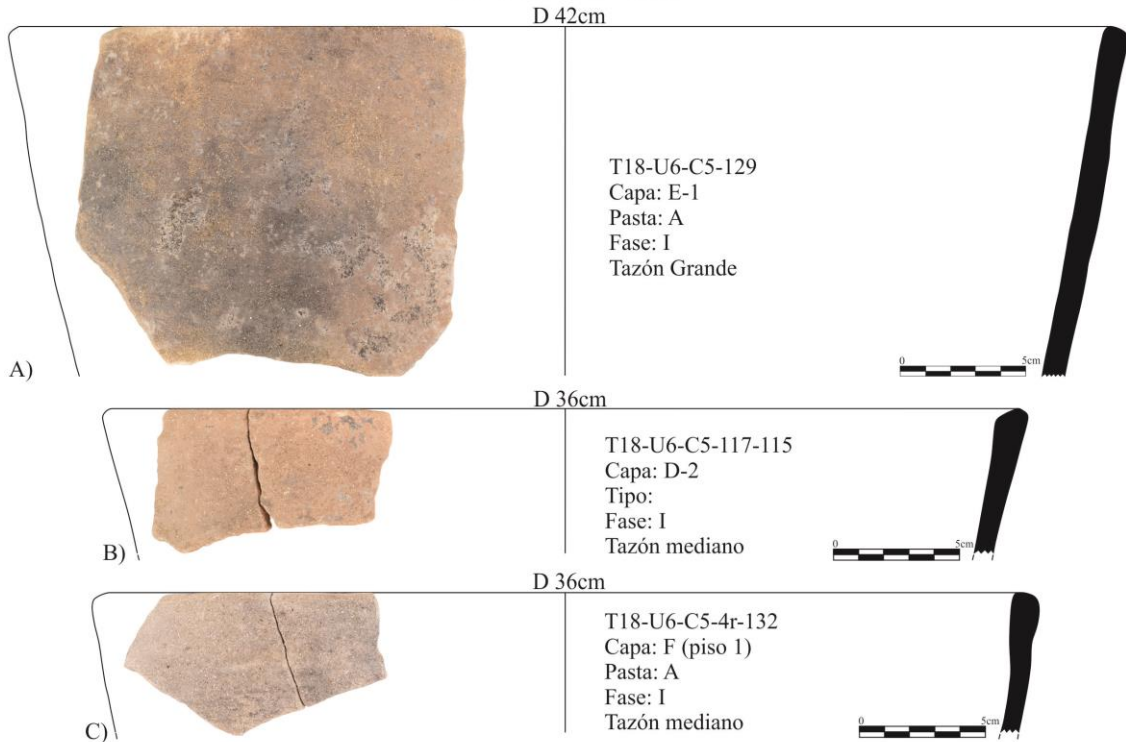 D 42cm
T18-U6-C5-129
Capa: E-1
Pasta: A
Fase: I
Tazón Grande
0 5cm
A)
D 36cm
T18-U6-C5-117-115
Capa: D-2
Tipo:
Fase: I
Tazón mediano
0 5cm
B)
D 36cm
T18-U6-C5-4r-132
Capa: F (piso 1)
Pasta: A
Fase: I
Tazón mediano
0 5cm
C)